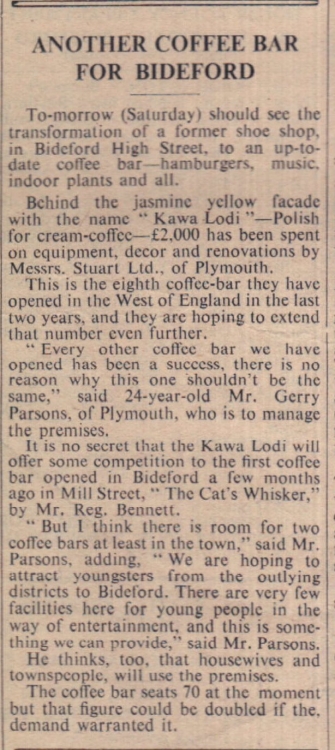 ANOTHER COFFEE BAR
FOR BIDEFORD
To-morrow (Saturday) should see the
transformation of a former shoe shop,
in Bideford High Street, to an up-to-
date coffee bar—hamburgers, music,
indoor plants and all.
Behind the jasmine yellow facade
with the name " Kawa Lodi "—Polish
for cream-coffee—£2,000 has been spent
on equipment, decor and renovations by
Messrs. Stuart Ltd., of Plymouth.
This is the eighth coffee-bar they have
opened in the West of England in the last
two years, and they are hoping to extend
that number even further.
" Every other coffee bar we have
opened has been a success, there is no
reason why this one shouldn't be the
same," said 24-year-old Mr. Gerry
Parsons, of Plymouth, who is to manage
the premises.
It is no secret that the Kawa Lodi will
offer some competition to the first coffee
bar opened in Bideford a few months
ago in Mill Street, " The Cat's Whisker,"
by Mr. Reg. Bennett.
" But I think there is room for two
coffee bars at least in the town," said Mr.
Parsons, adding, " We are hoping to
attract youngsters from the outlying
districts to Bideford. There are very few
facilities here for young people in the
way of entertainment, and this is some-
thing we can provide," said Mr. Parsons.
He thinks, too, that housewives and
townspeople, will use the premises.
The coffee bar seats 70 at the moment
but that figure could be doubled if the,
demand warranted it.